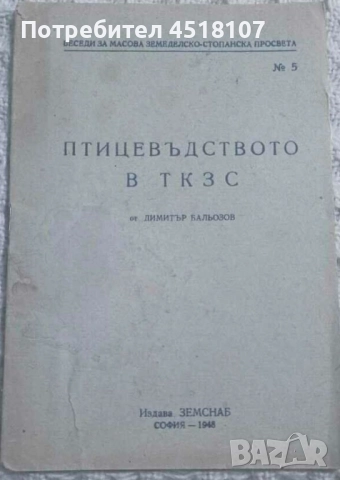 Потребител 4518107
БЕСЕДИ ЗА МАСОВА ЗЕМЕДЕЛСКО-СТОПАНСКА ПРОСВЕТА
№ 5
ПТИЦЕВЪДСТВОТО
В ТКЗС
от ДИМИТЪР КАЛЬОЗОВ
Издава ЗЕМСНАБ
СОФИЯ — 1948
bazar